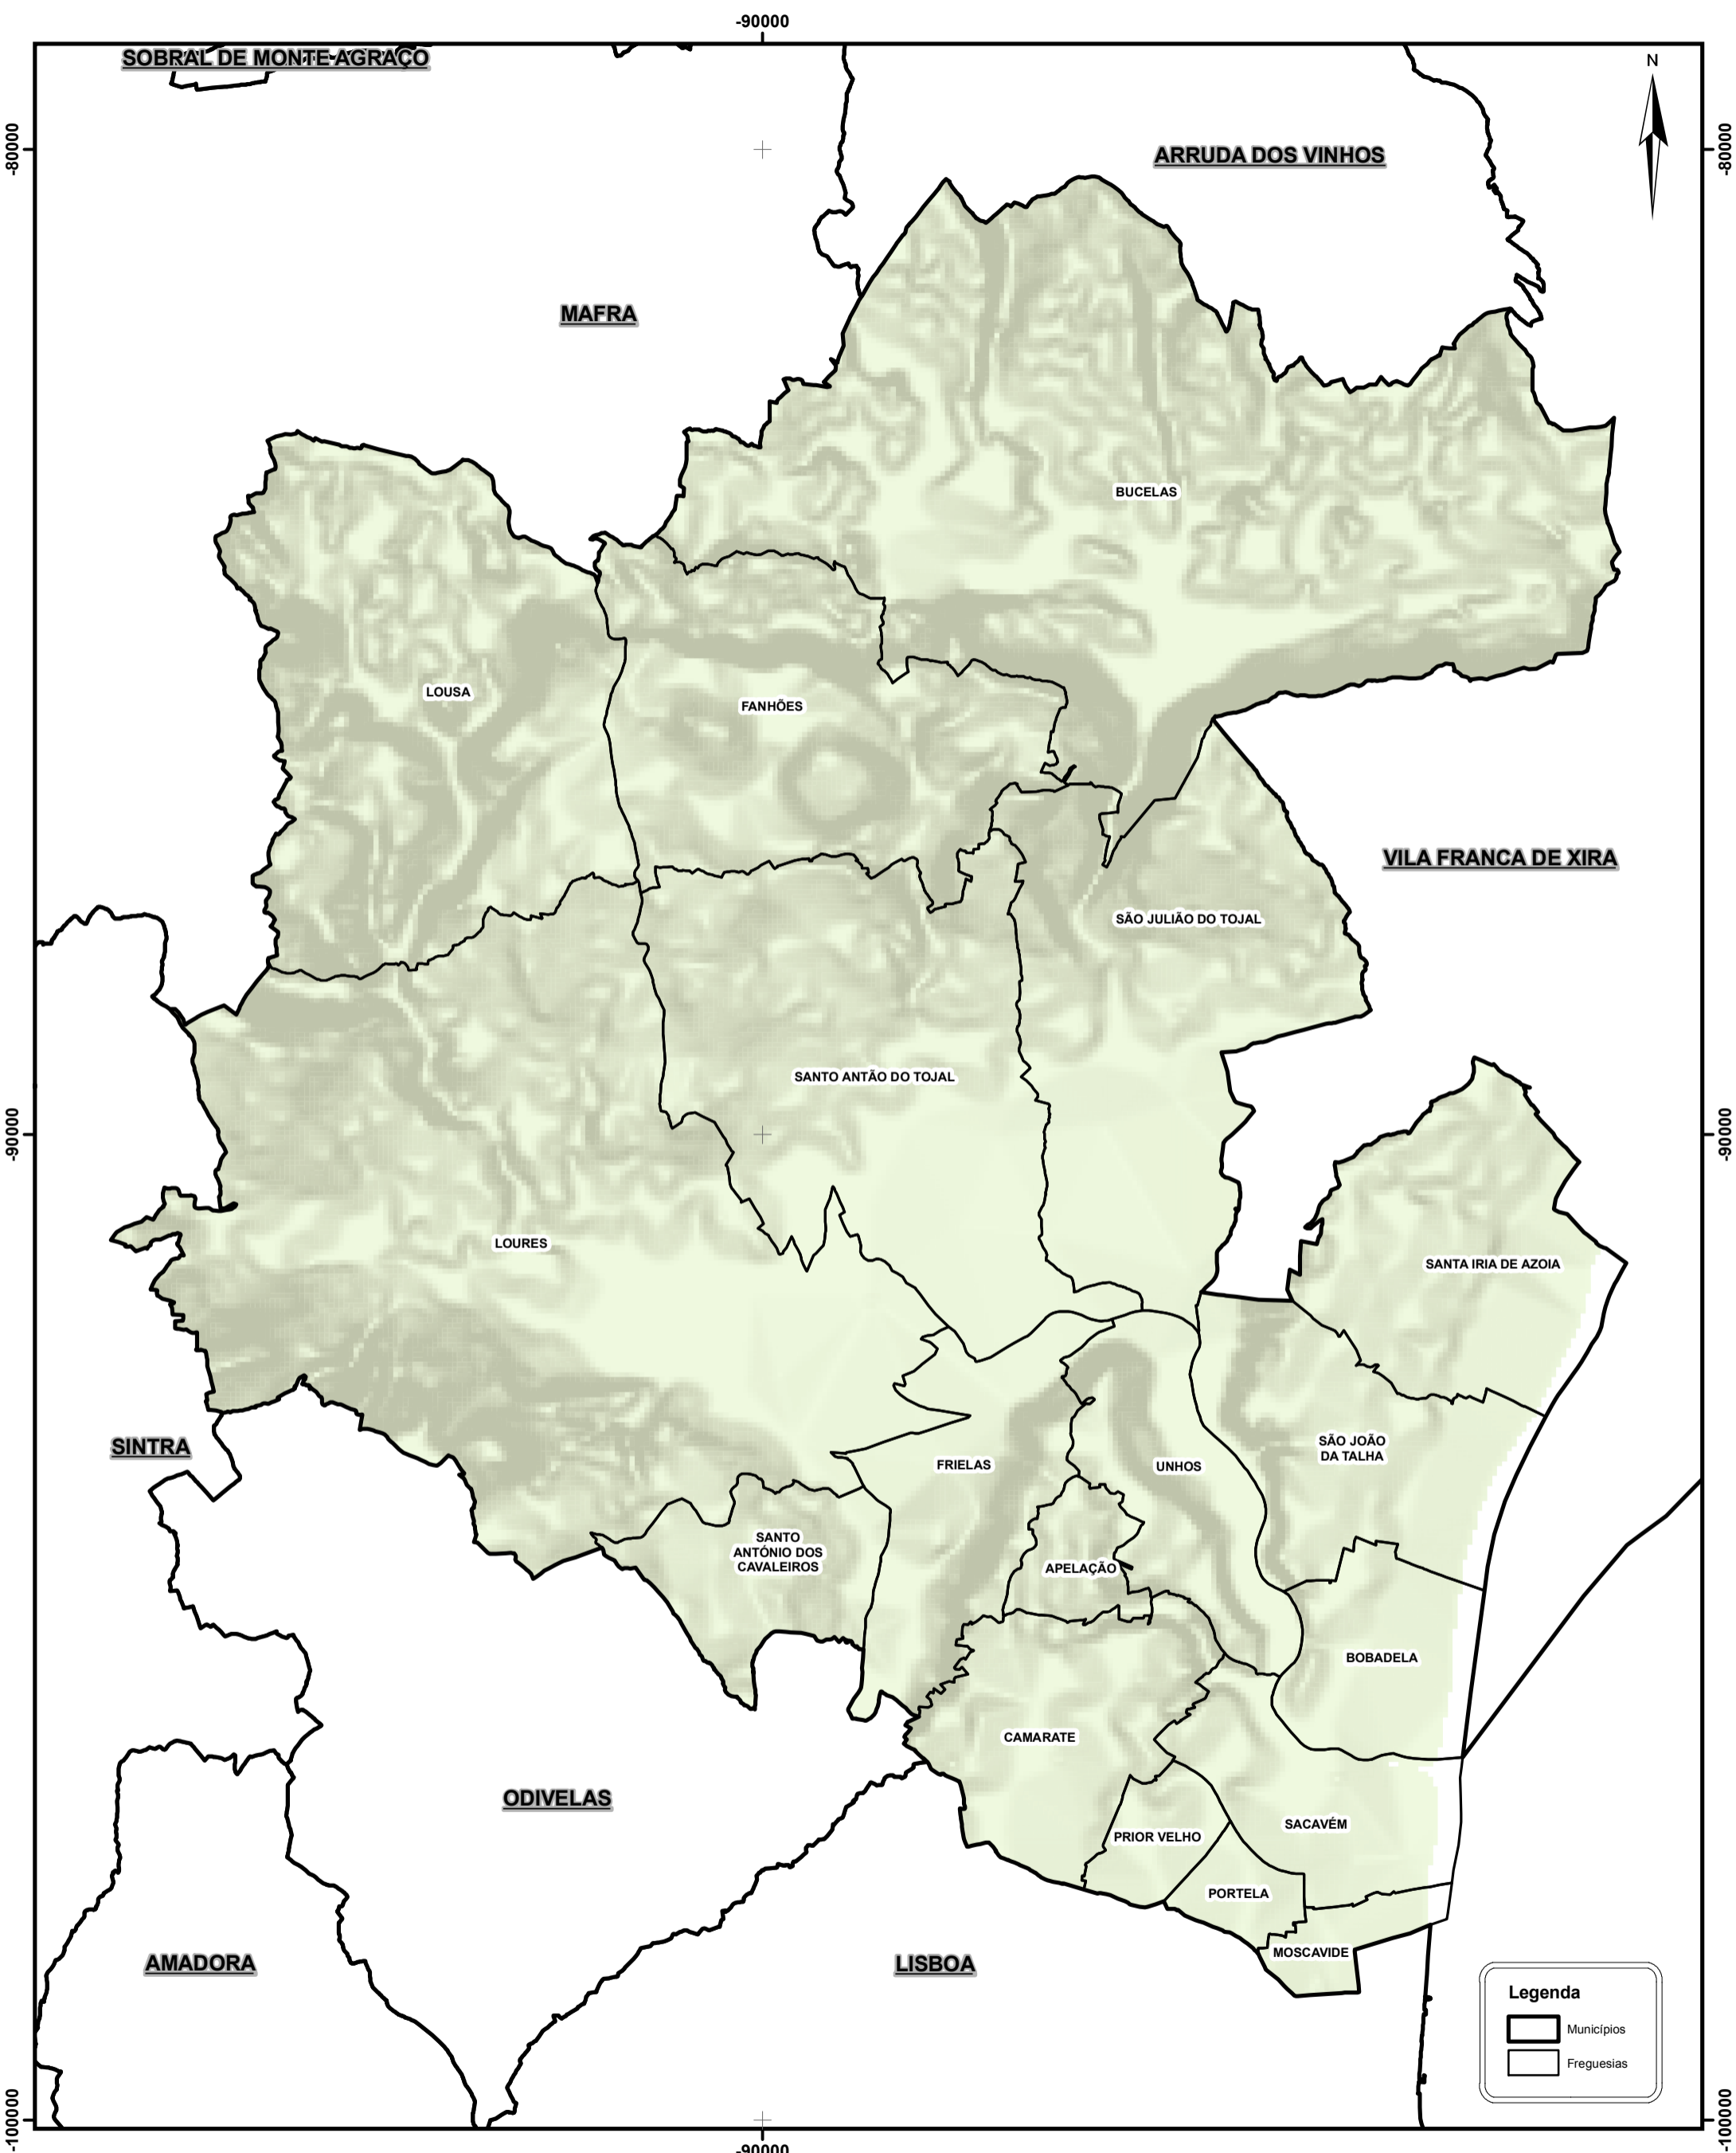 -90000
SOBRAL DE MONTE AGRAÇO
N
-80000
-80000
ARRUDA DOS VINHOS
MAFRA
BUCELAS
LOUSA
FANHÕES
VILA FRANCA DE XIRA
SÃO JULIÃO DO TOJAL
SANTO ANTÃO DO TOJAL
-90000
-90000
LOURES
SANTA IRIA DE AZOIA
SINTRA
SÃO JOÃO
DA TALHA
FRIELAS
UNHOS
SANTO
ANTÓNIO DOS
CAVALEIROS
APELAÇÃO
BOBADELA
CAMARATE
ODIVELAS
SACAVÉM
PRIOR VELHO
PORTELA
MOSCAVIDE
AMADORA
LISBOA
Legenda
Municípios
Freguesias
-100000
-100000
-90000